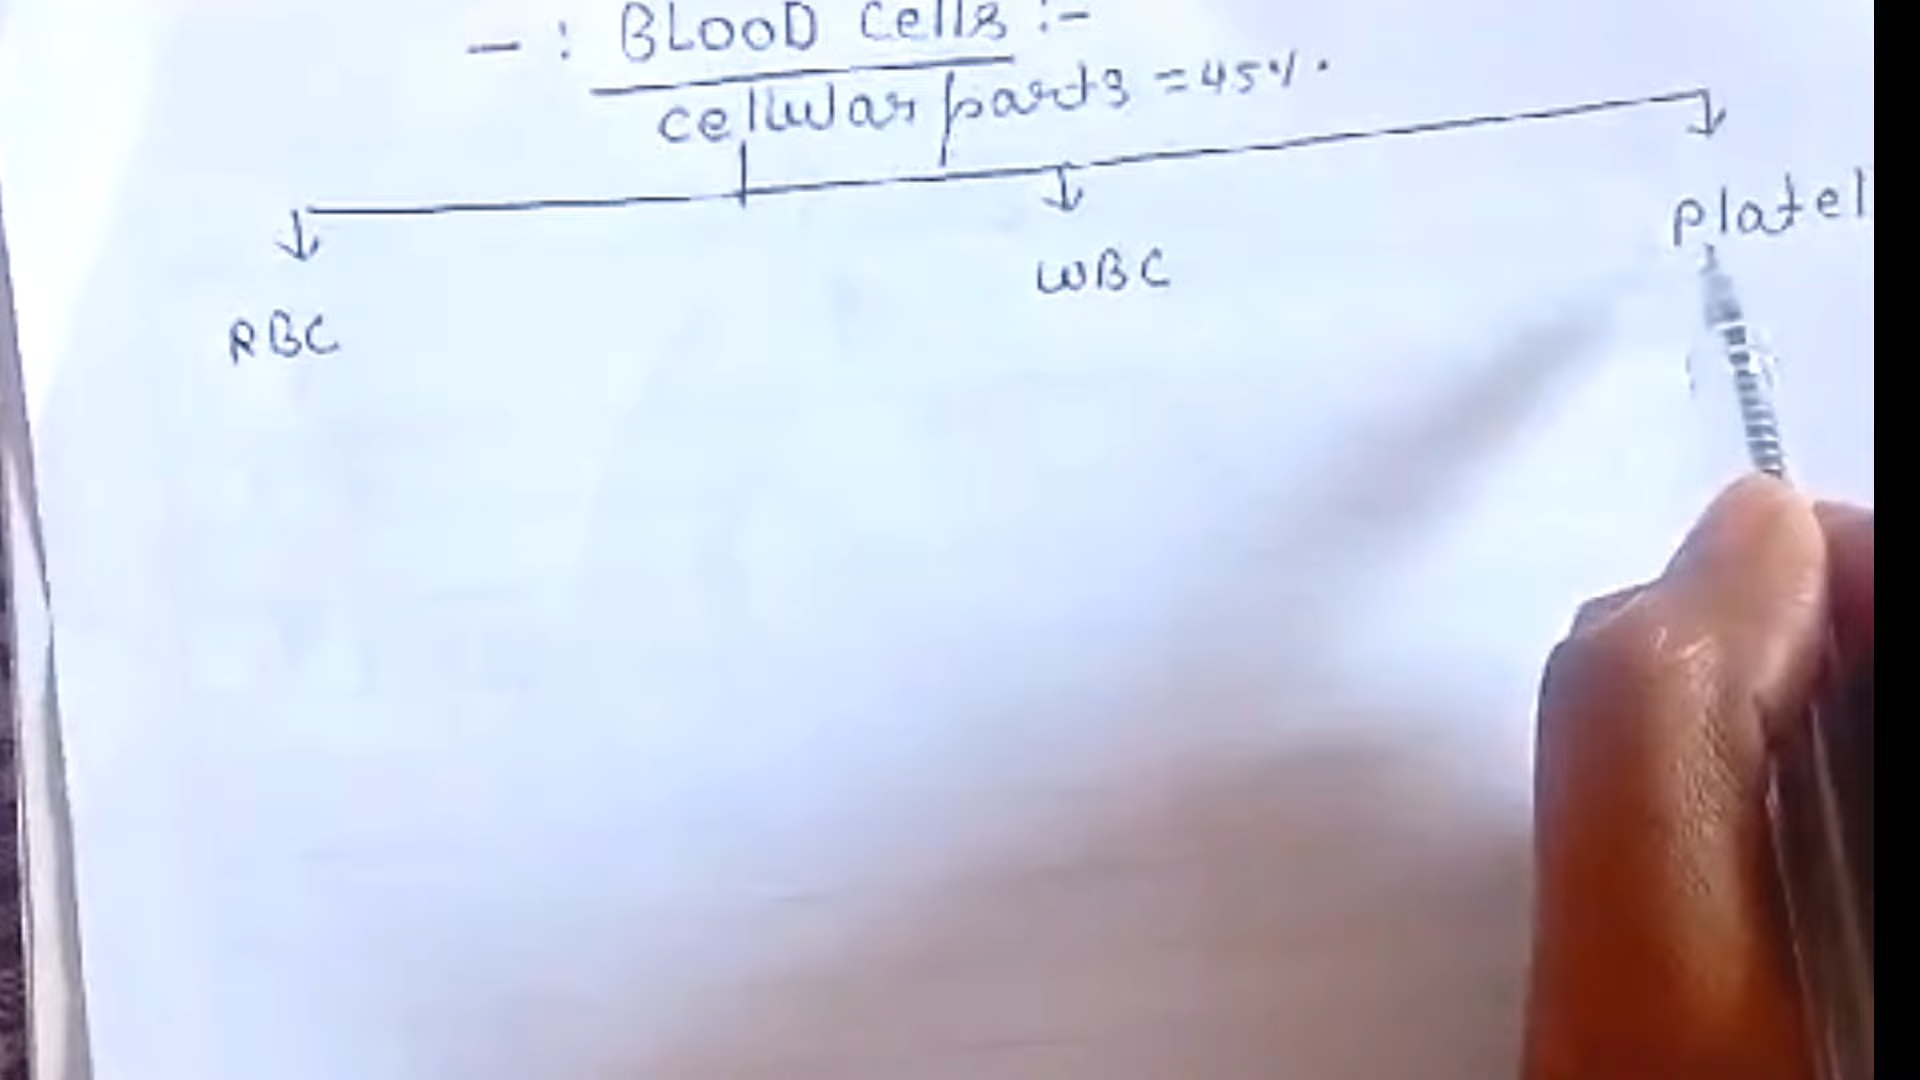 - : BLOOD Cells :-
cellular parts = 45%.
RBC
WBC
Platel